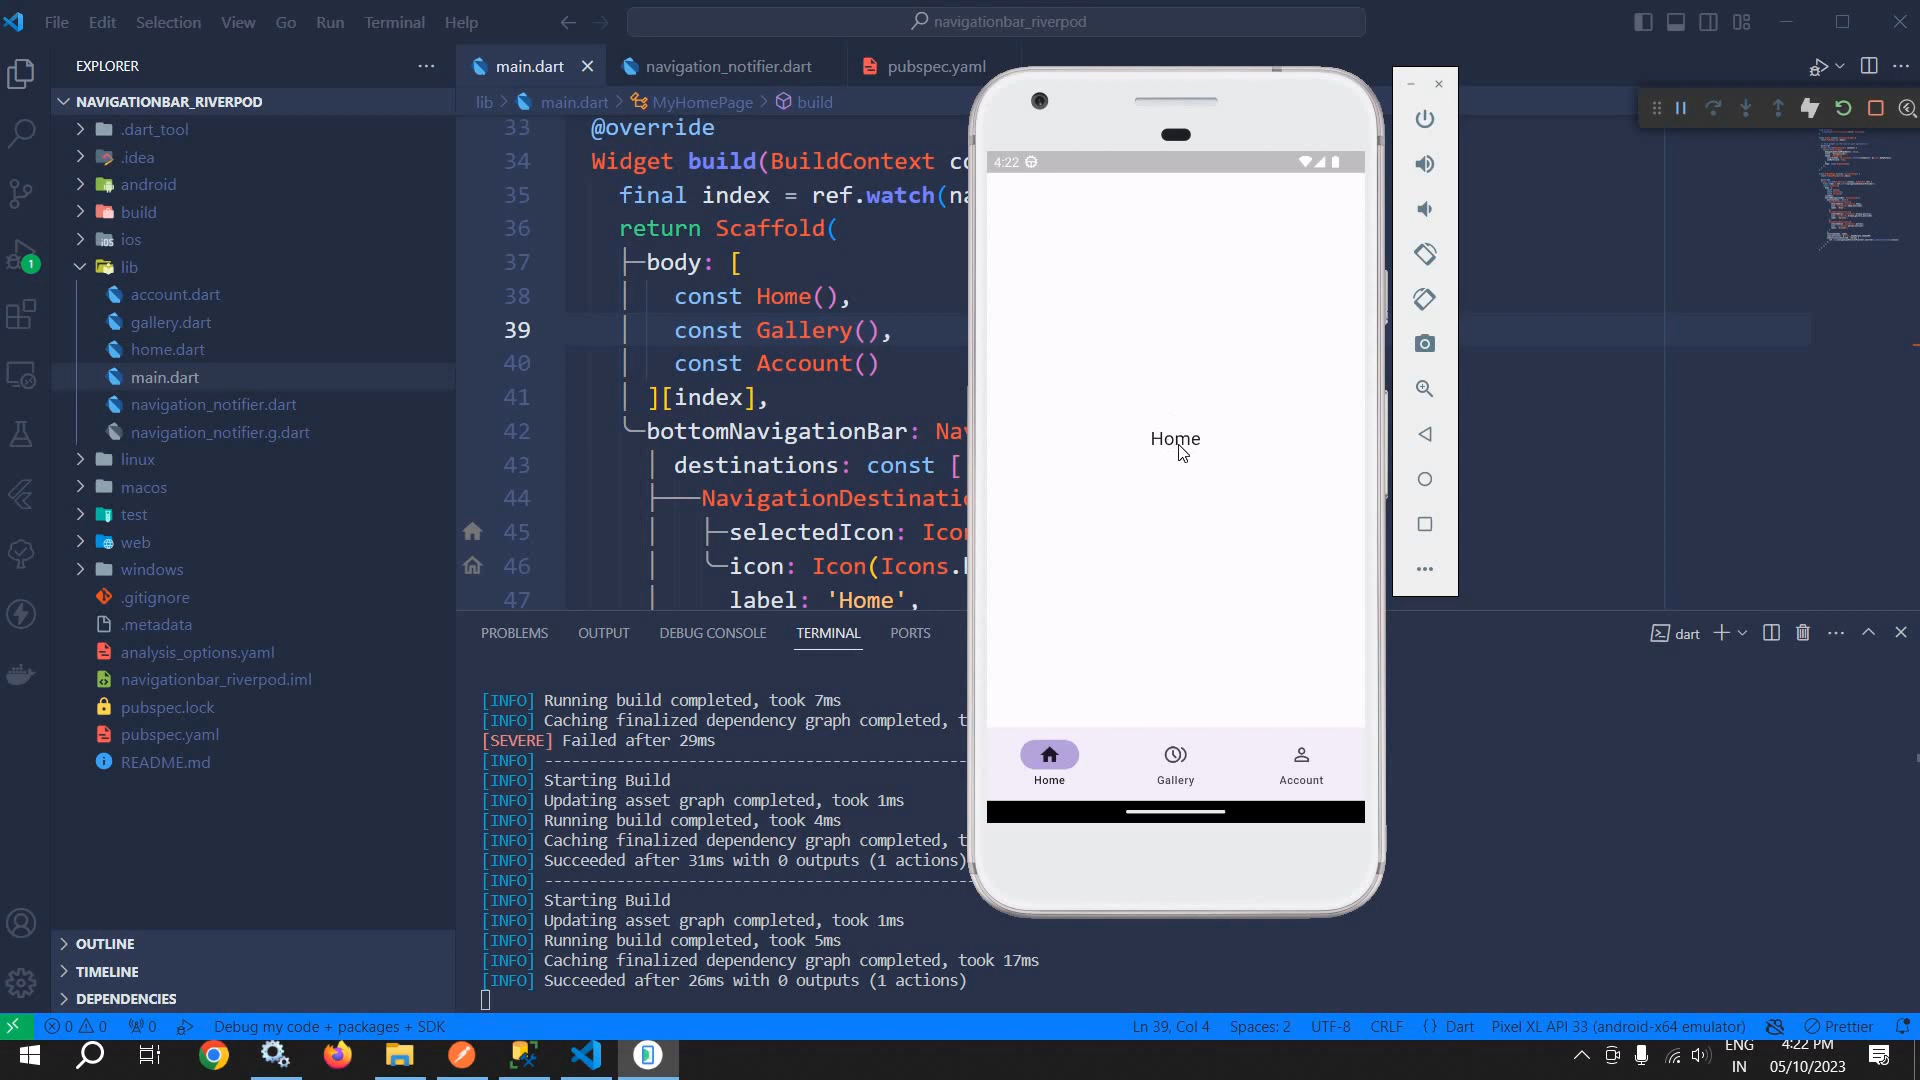 File Edit Selection View Go Run Terminal Help
navigationbar_riverpod
EXPLORER
NAVIGATIONBAR_RIVERPOD
.dart_tool
.idea
android
build
ios
lib
account.dart
gallery.dart
home.dart
main.dart
navigation_notifier.dart
navigation_notifier.g.dart
linux
macos
test
web
windows
.gitignore
.metadata
analysis_options.yaml
navigationbar_riverpod.iml
pubspec.lock
pubspec.yaml
README.md
OUTLINE
TIMELINE
DEPENDENCIES
main.dart navigation_notifier.dart pubspec.yaml
lib > main.dart > MyHomePage > build
33 @override
34 Widget build(BuildContext co
35 final index = ref.watch(na
36 return Scaffold(
37 body: [
38 const Home(),
39 const Gallery(),
40 const Account()
41 ][index],
42 bottomNavigationBar: Nav
43 destinations: const [
44 NavigationDestinatio
45 selectedIcon: Icon
46 icon: Icon(Icons.h
47 label: 'Home',
PROBLEMS OUTPUT DEBUG CONSOLE TERMINAL PORTS
dart
[INFO] Running build completed, took 7ms
[INFO] Caching finalized dependency graph completed, t
[SEVERE] Failed after 29ms
[INFO] ------------------------------------------
[INFO] Starting Build
[INFO] Updating asset graph completed, took 1ms
[INFO] Running build completed, took 4ms
[INFO] Caching finalized dependency graph completed, t
[INFO] Succeeded after 31ms with 0 outputs (1 actions)
[INFO] ------------------------------------------
[INFO] Starting Build
[INFO] Updating asset graph completed, took 1ms
[INFO] Running build completed, took 5ms
[INFO] Caching finalized dependency graph completed, took 17ms
[INFO] Succeeded after 26ms with 0 outputs (1 actions)
4:22
Home
Home Gallery Account
1
0 0 0 Debug my code + packages + SDK Ln 39, Col 4 Spaces: 2 UTF-8 CRLF {} Dart Pixel XL API 33 (android-x64 emulator) Prettier
ENG
IN
4:22 PM
05/10/2023